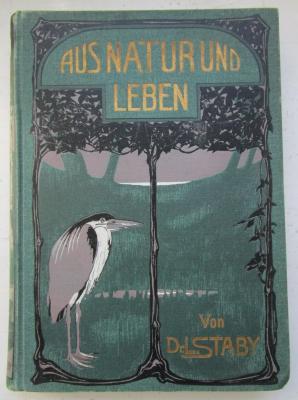 AUS NATUR UND
LEBEN
Von
Dr L STABY